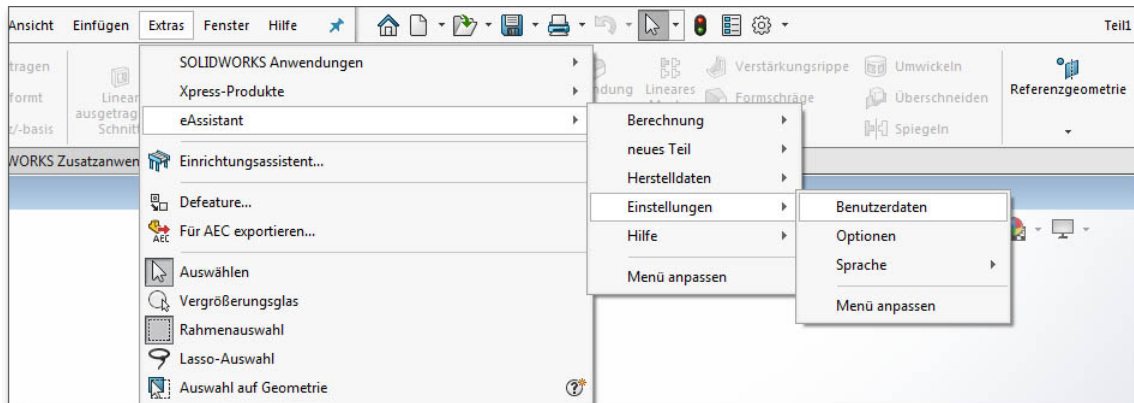 Ansicht Einfügen Extras Fenster Hilfe Teil1
tragen
formt
z/-basis
Linear
ausgetrag
Schnitt
ndung
Lineares
Verstärkungsrippe
Formschräge
Umwickeln
Überschneiden
Spiegeln
Referenzgeometrie
WORKS Zusatzanwen
SOLIDWORKS Anwendungen
Xpress-Produkte
eAssistant
Einrichtungsassistent...
Defeature...
AEC Für AEC exportieren...
Auswählen
Vergrößerungsglas
Rahmenauswahl
Lasso-Auswahl
Auswahl auf Geometrie
Berechnung
neues Teil
Herstelldaten
Einstellungen
Hilfe
Menü anpassen
Benutzerdaten
Optionen
Sprache
Menü anpassen